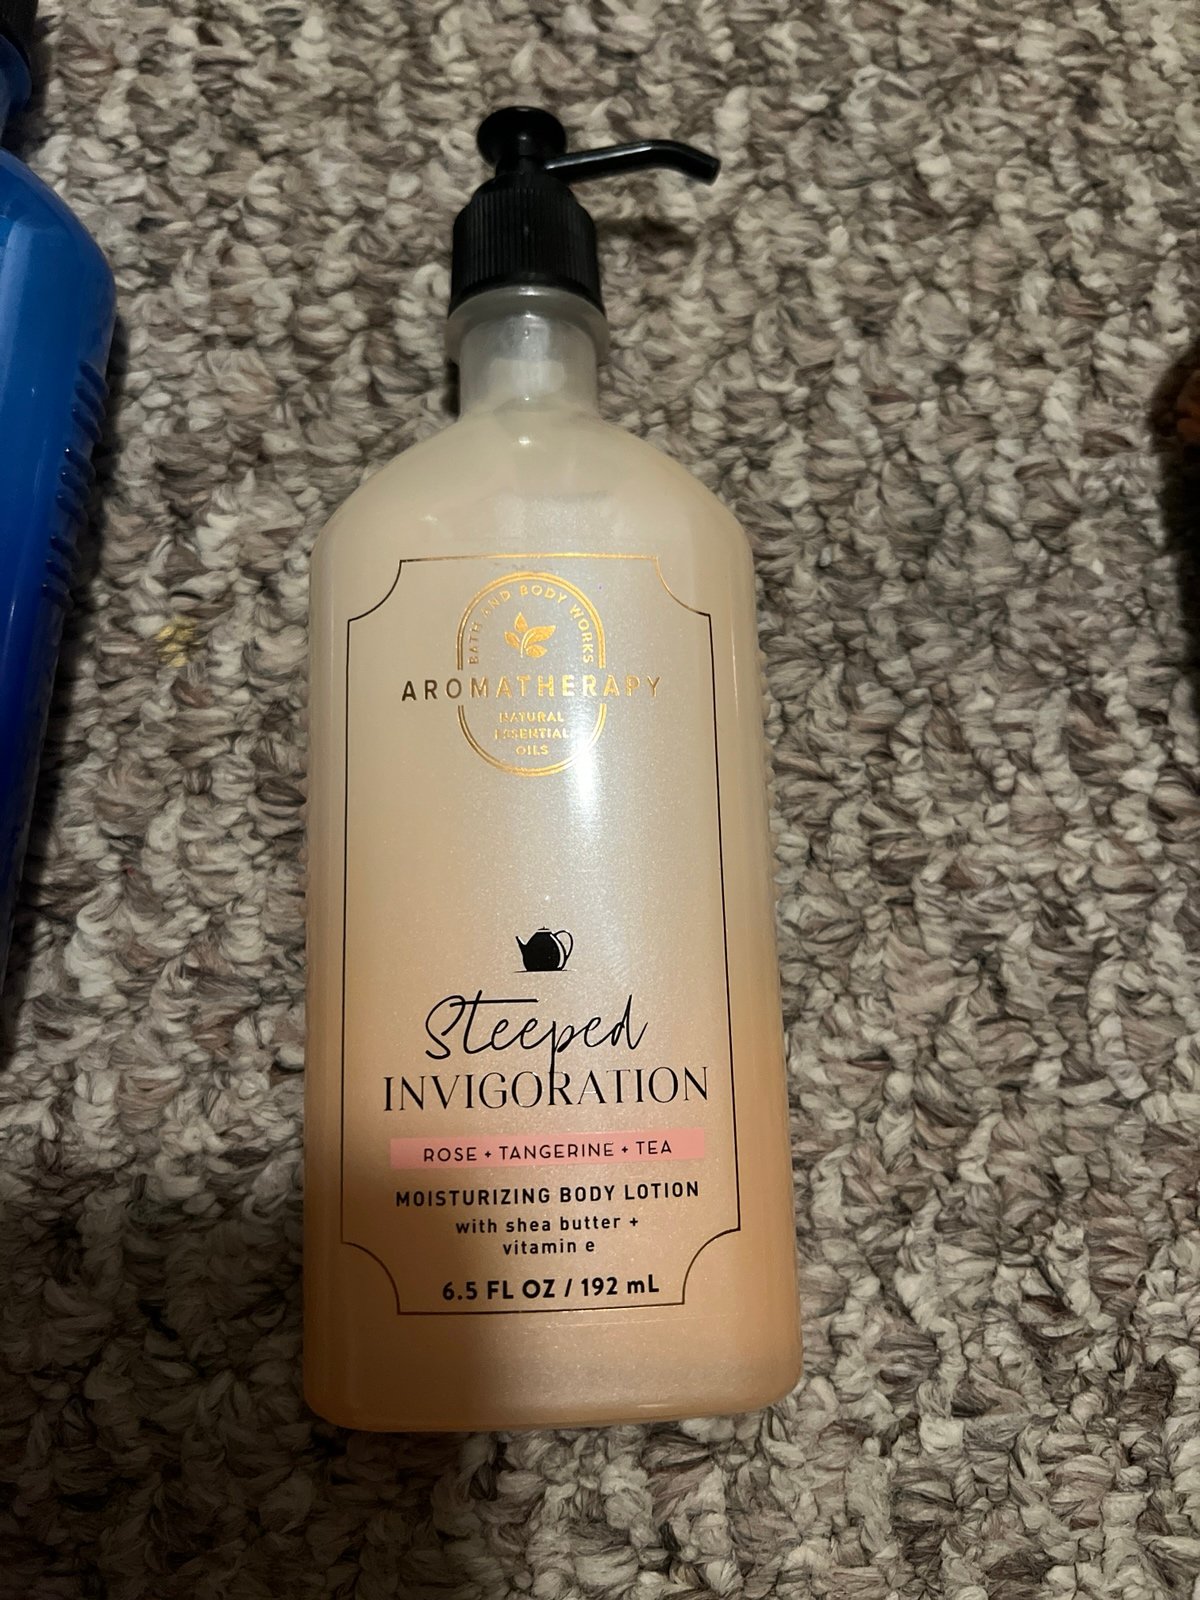 BATH AND BODY WORKS
AROMATHERAPY
NATURAL
ESSENTIAL
OILS
Steeped
INVIGORATION
ROSE + TANGERINE + TEA
MOISTURIZING BODY LOTION
with shea butter +
vitamin e
6.5 FL OZ / 192 mL